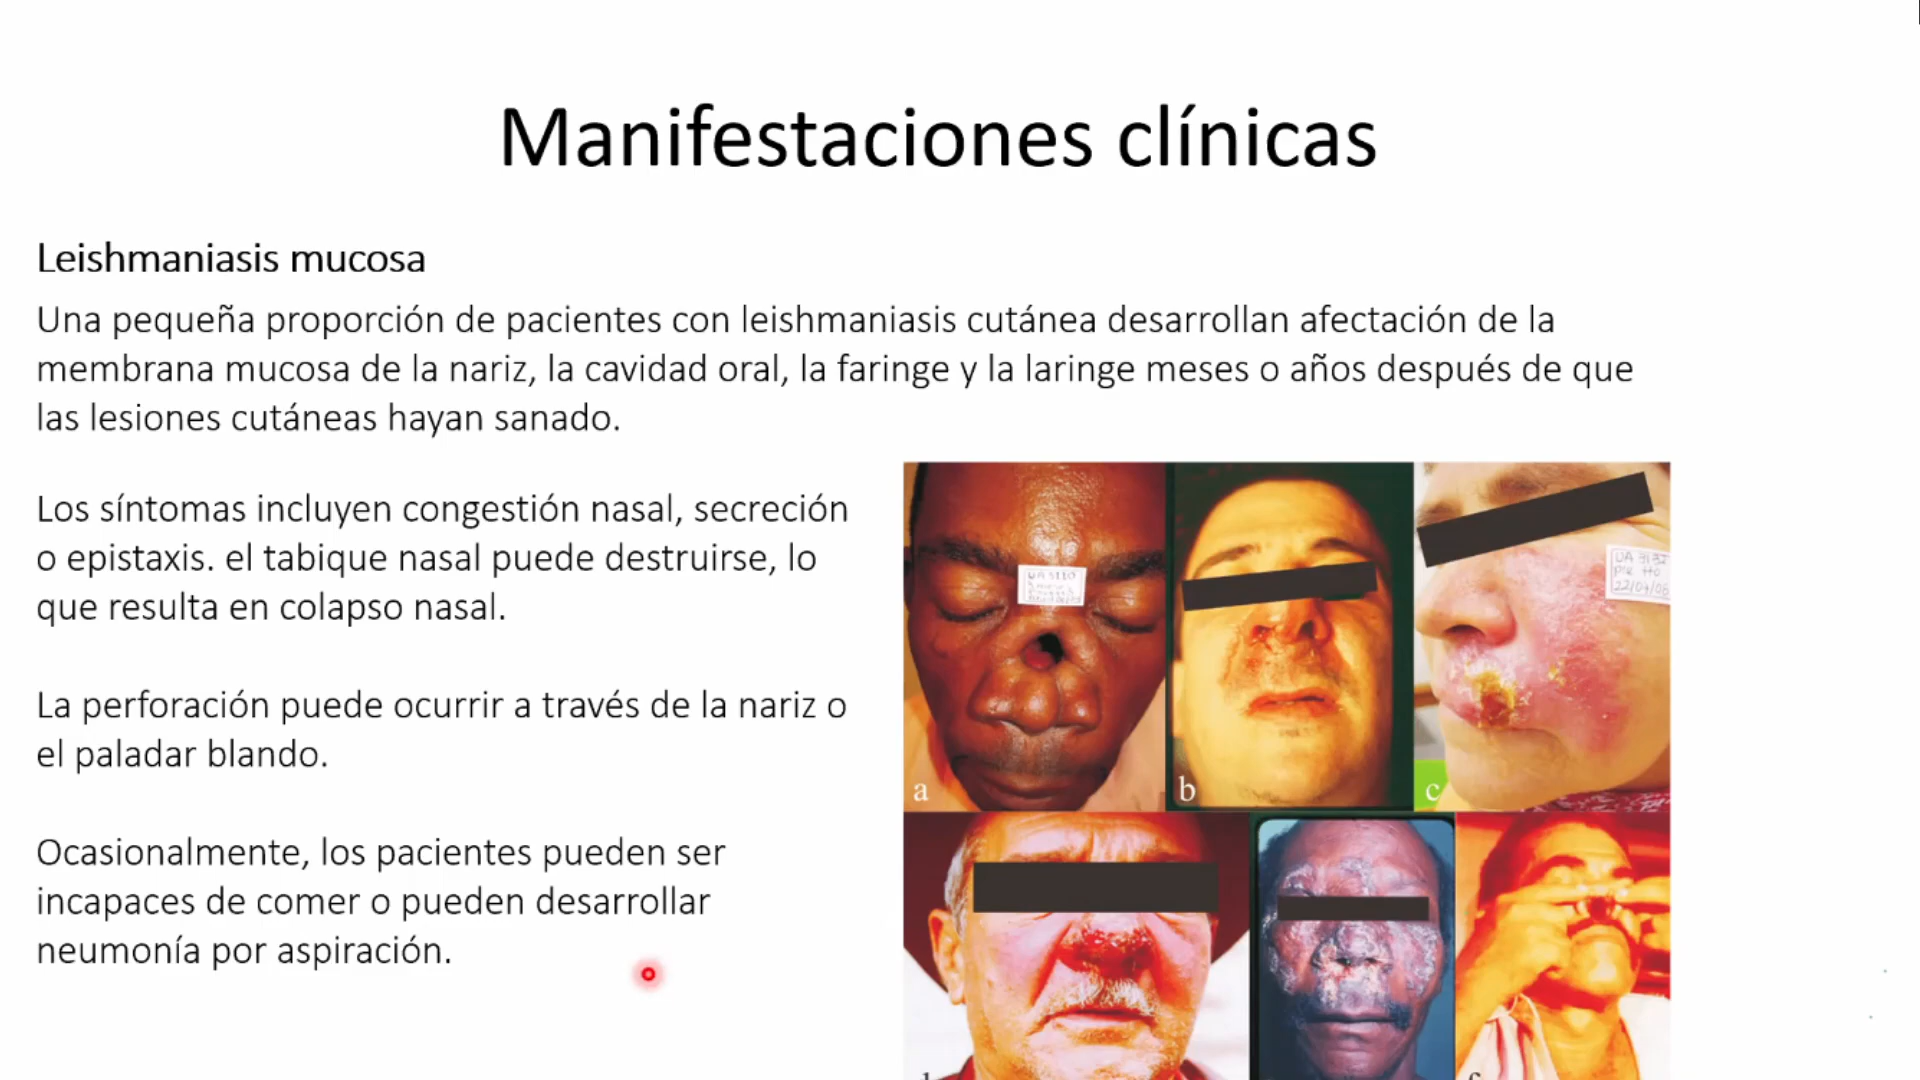 Manifestaciones clínicas
Leishmaniasis mucosa
Una pequeña proporción de pacientes con leishmaniasis cutánea desarrollan afectación de la
membrana mucosa de la nariz, la cavidad oral, la faringe y la laringe meses o años después de que
las lesiones cutáneas hayan sanado.
Los síntomas incluyen congestión nasal, secreción
o epistaxis. el tabique nasal puede destruirse, lo
que resulta en colapso nasal.
La perforación puede ocurrir a través de la nariz o
el paladar blando.
Ocasionalmente, los pacientes pueden ser
incapaces de comer o pueden desarrollar
neumonía por aspiración.
22/04/06
a
b
c